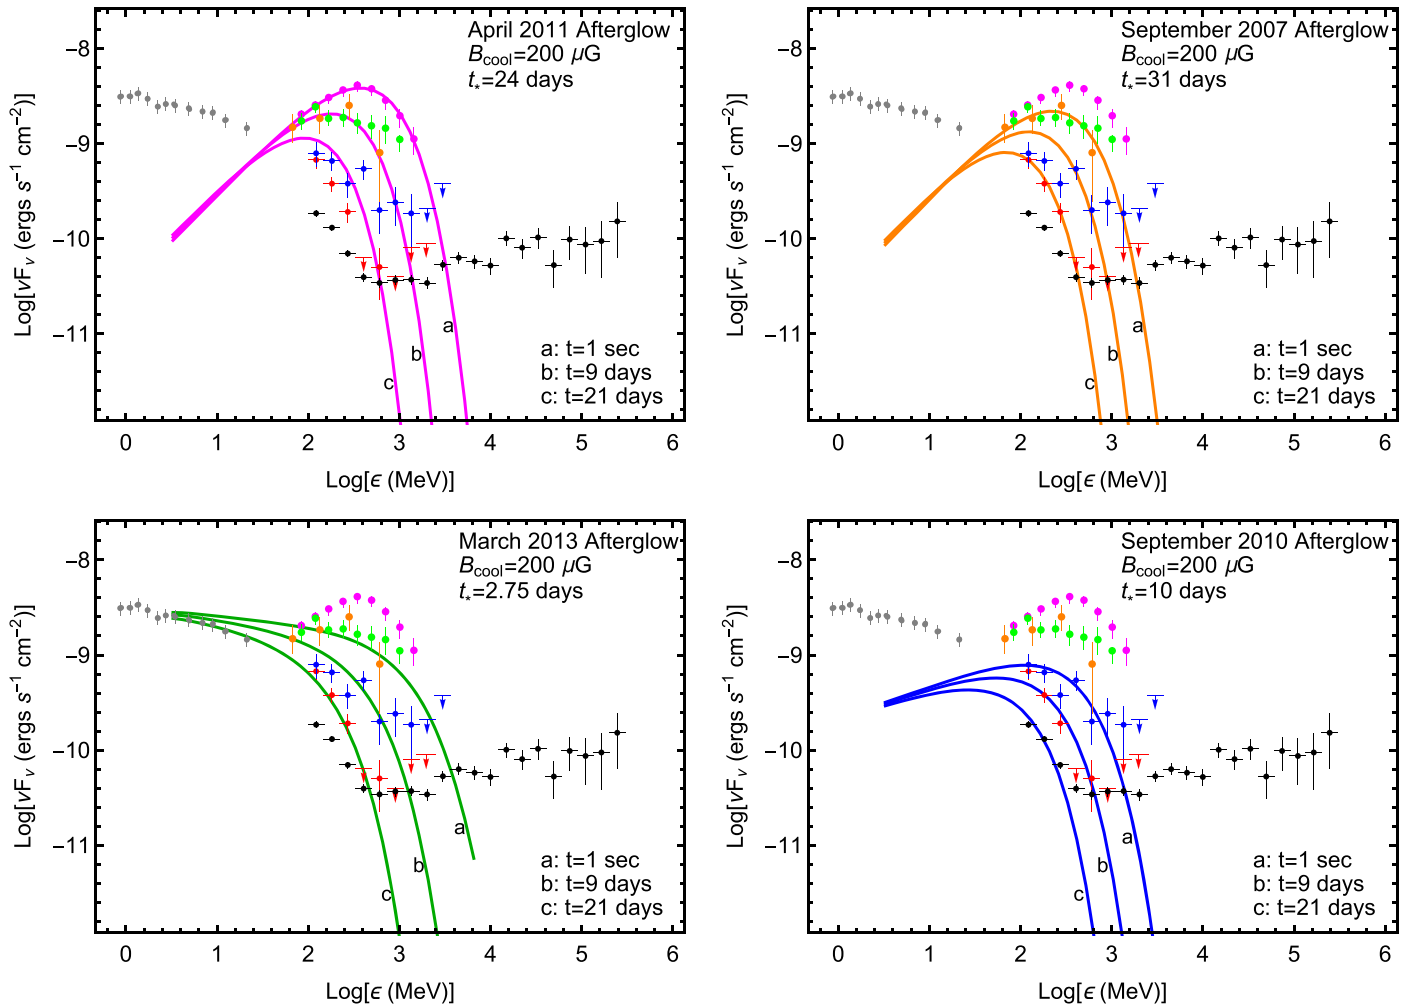 April 2011 Afterglow
B_cool=200 μG
t_*=24 days
−8
−9
−10
−11
Log[νF_ν (ergs s⁻¹ cm⁻²)]
a
b
c
a: t=1 sec
b: t=9 days
c: t=21 days
0 1 2 3 4 5 6
Log[ϵ (MeV)]
September 2007 Afterglow
B_cool=200 μG
t_*=31 days
−8
−9
−10
−11
Log[νF_ν (ergs s⁻¹ cm⁻²)]
a
b
c
a: t=1 sec
b: t=9 days
c: t=21 days
0 1 2 3 4 5 6
Log[ϵ (MeV)]
March 2013 Afterglow
B_cool=200 μG
t_*=2.75 days
−8
−9
−10
−11
Log[νF_ν (ergs s⁻¹ cm⁻²)]
a
b
c
a: t=1 sec
b: t=9 days
c: t=21 days
0 1 2 3 4 5 6
Log[ϵ (MeV)]
September 2010 Afterglow
B_cool=200 μG
t_*=10 days
−8
−9
−10
−11
Log[νF_ν (ergs s⁻¹ cm⁻²)]
a
b
c
a: t=1 sec
b: t=9 days
c: t=21 days
0 1 2 3 4 5 6
Log[ϵ (MeV)]